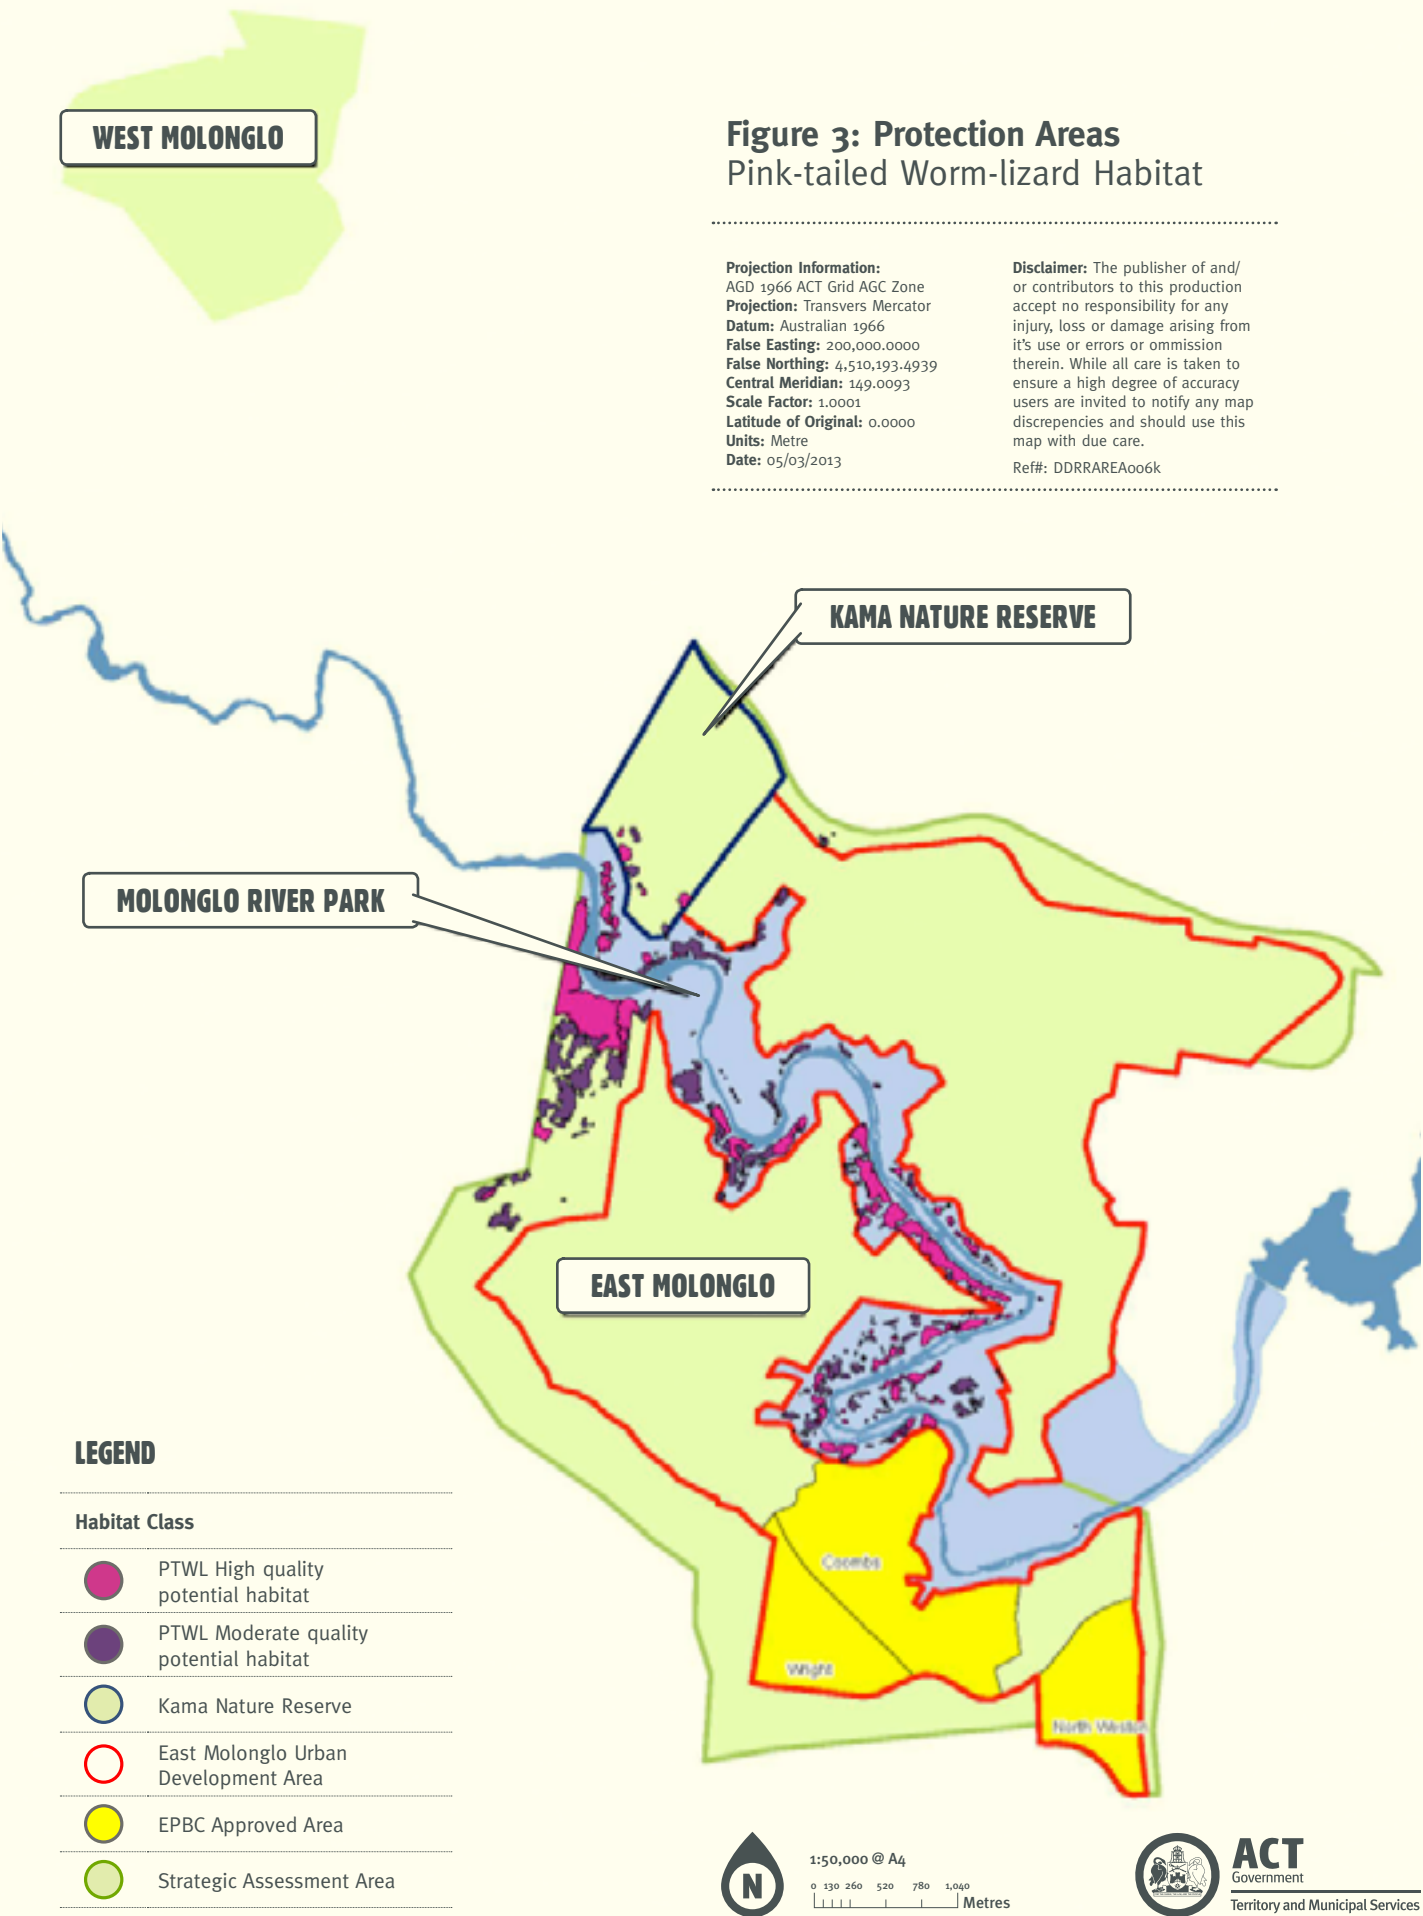 WEST MOLONGLO
Figure 3: Protection Areas
Pink-tailed Worm-lizard Habitat
Projection Information:
AGD 1966 ACT Grid AGC Zone
Projection: Transvers Mercator
Datum: Australian 1966
False Easting: 200,000.0000
False Northing: 4,510,193.4939
Central Meridian: 149.0093
Scale Factor: 1.0001
Latitude of Original: 0.0000
Units: Metre
Date: 05/03/2013
Disclaimer: The publisher of and/
or contributors to this production
accept no responsibility for any
injury, loss or damage arising from
it's use or errors or ommission
therein. While all care is taken to
ensure a high degree of accuracy
users are invited to notify any map
discrepencies and should use this
map with due care.
Ref#: DDRRAREA006k
KAMA NATURE RESERVE
MOLONGLO RIVER PARK
EAST MOLONGLO
Coombs
Wright
North Weston
LEGEND
Habitat Class
PTWL High quality
potential habitat
PTWL Moderate quality
potential habitat
Kama Nature Reserve
East Molonglo Urban
Development Area
EPBC Approved Area
Strategic Assessment Area
N
1:50,000 @ A4
0 130 260 520 780 1,040
Metres
ACT
Government
Territory and Municipal Services